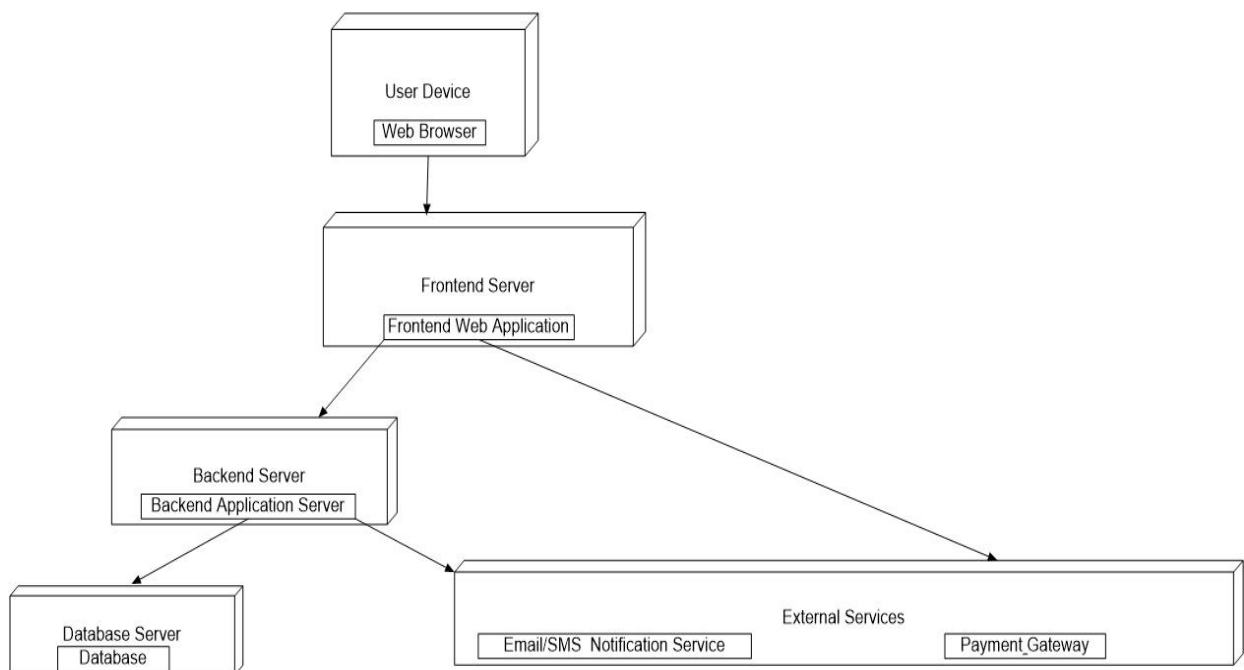 User Device
Web Browser
Frontend Server
Frontend Web Application
Backend Server
Backend Application Server
Database Server
Database
External Services
Email/SMS Notification Service
Payment_Gateway